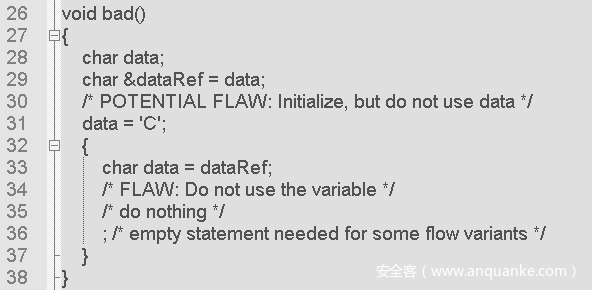 26 void bad()
27 {
28 char data;
29 char &dataRef = data;
30 /* POTENTIAL FLAW: Initialize, but do not use data */
31 data = 'C';
32 {
33 char data = dataRef;
34 /* FLAW: Do not use the variable */
35 /* do nothing */
36 ; /* empty statement needed for some flow variants */
37 }
安全客（www.anquanke.com）
38 }